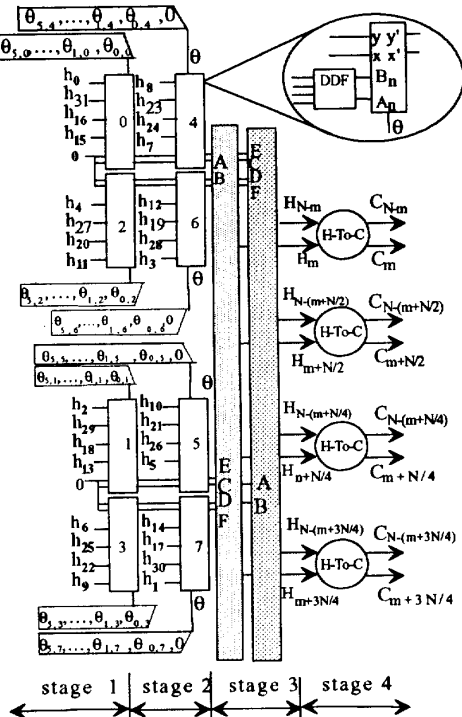 θ5,4,...,θ1,4,θ0,4,0
θ5,0...,θ1,0,θ0,0
θ
y y'
x x'
DDF
Bn
An
θ
h0
h31
h16
h15
0
0
h8
h23
h24
h7
4
A
B
E
C
D
F
h4
h27
h20
h11
2
h12
h19
h28
h3
6
θ
HN-m
Hm
H-To-C
CN-m
Cm
θ5,2,...,θ1,2,θ0,2
θ5,6...,θ1,6,θ0,6 0
HN-(m+N/2)
Hm+N/2
H-To-C
CN-(m+N/2)
Cm+N/2
θ5,5,...,θ1,5 ,θ0,5,0
θ5,1,...,θ1,1,θ0,1
θ
h2
h29
h18
h13
0
1
h10
h21
h26
h5
5
HN-(m+N/4)
Hn+N/4
H-To-C
CN-(m+N/4)
Cm+N/4
E
C
D
F
A
B
h6
h25
h22
h9
3
h14
h17
h30
h1
7
θ
HN-(m+3N/4)
Hm+3N/4
H-To-C
CN-(m+3N/4)
Cm+3N/4
θ5,3,...,θ1,3,θ0,3
θ5,7,...,θ1,7,θ0,7,0
stage 1
stage 2
stage 3
stage 4